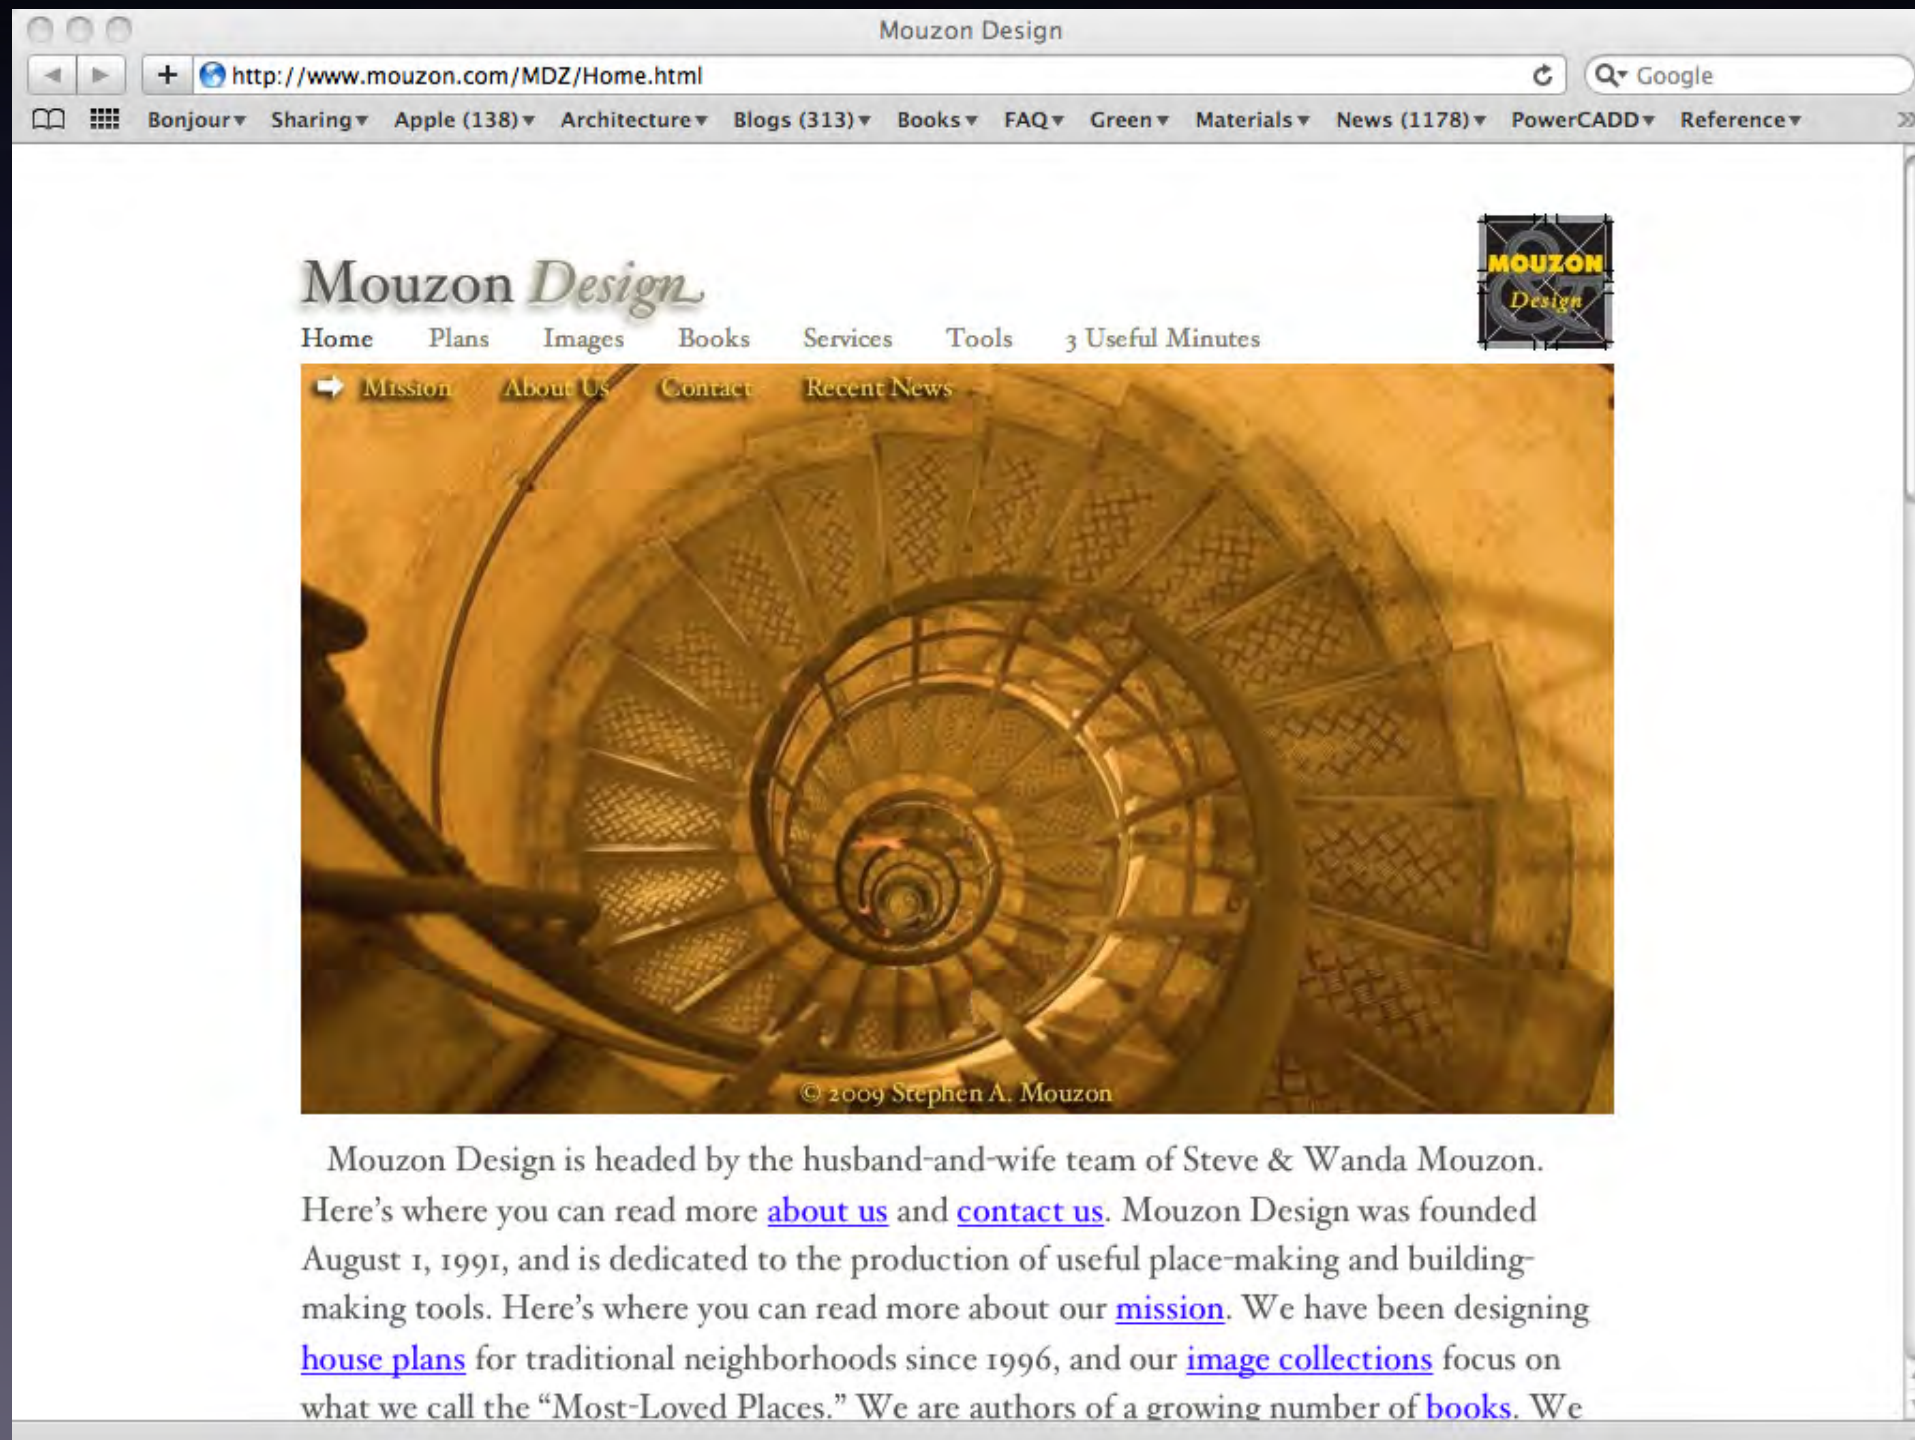 Mouzon Design
http://www.mouzon.com/MDZ/Home.html
Google
Bonjour Sharing Apple (138) Architecture Blogs (313) Books FAQ Green Materials News (1178) PowerCADD Reference
MOUZON
&
Design
Mouzon Design
Home Plans Images Books Services Tools 3 Useful Minutes
Mission About Us Contact Recent News
© 2009 Stephen A. Mouzon
Mouzon Design is headed by the husband-and-wife team of Steve & Wanda Mouzon.
Here’s where you can read more about us and contact us. Mouzon Design was founded
August 1, 1991, and is dedicated to the production of useful place-making and building-
making tools. Here’s where you can read more about our mission. We have been designing
house plans for traditional neighborhoods since 1996, and our image collections focus on
what we call the “Most-Loved Places.” We are authors of a growing number of books. We